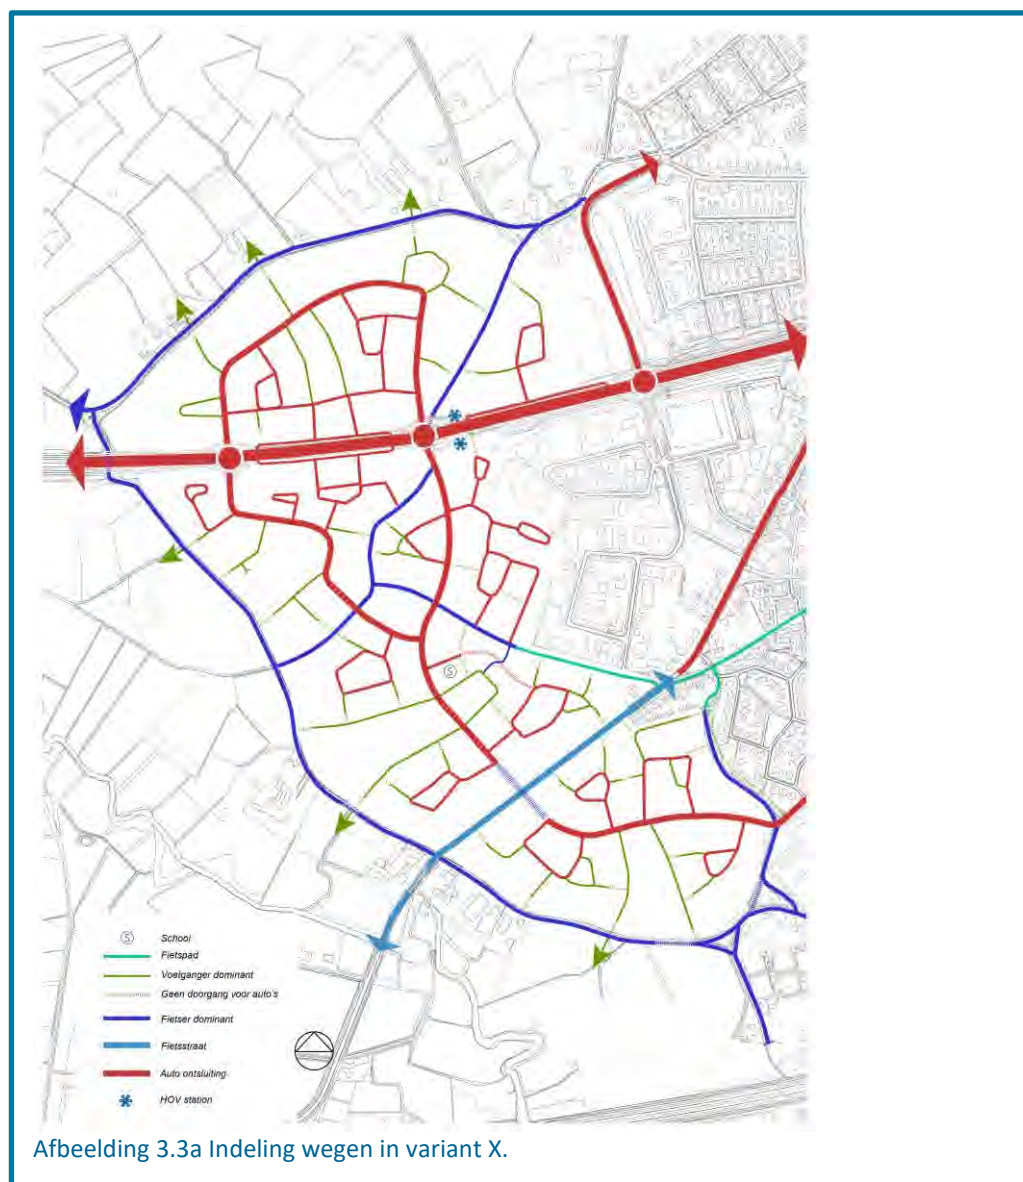 Ⓢ School
Fietspad
Voetganger dominant
Geen doorgang voor auto's
Fietser dominant
Fietsstraat
Auto ontsluiting
HOV station
Afbeelding 3.3a Indeling wegen in variant X.